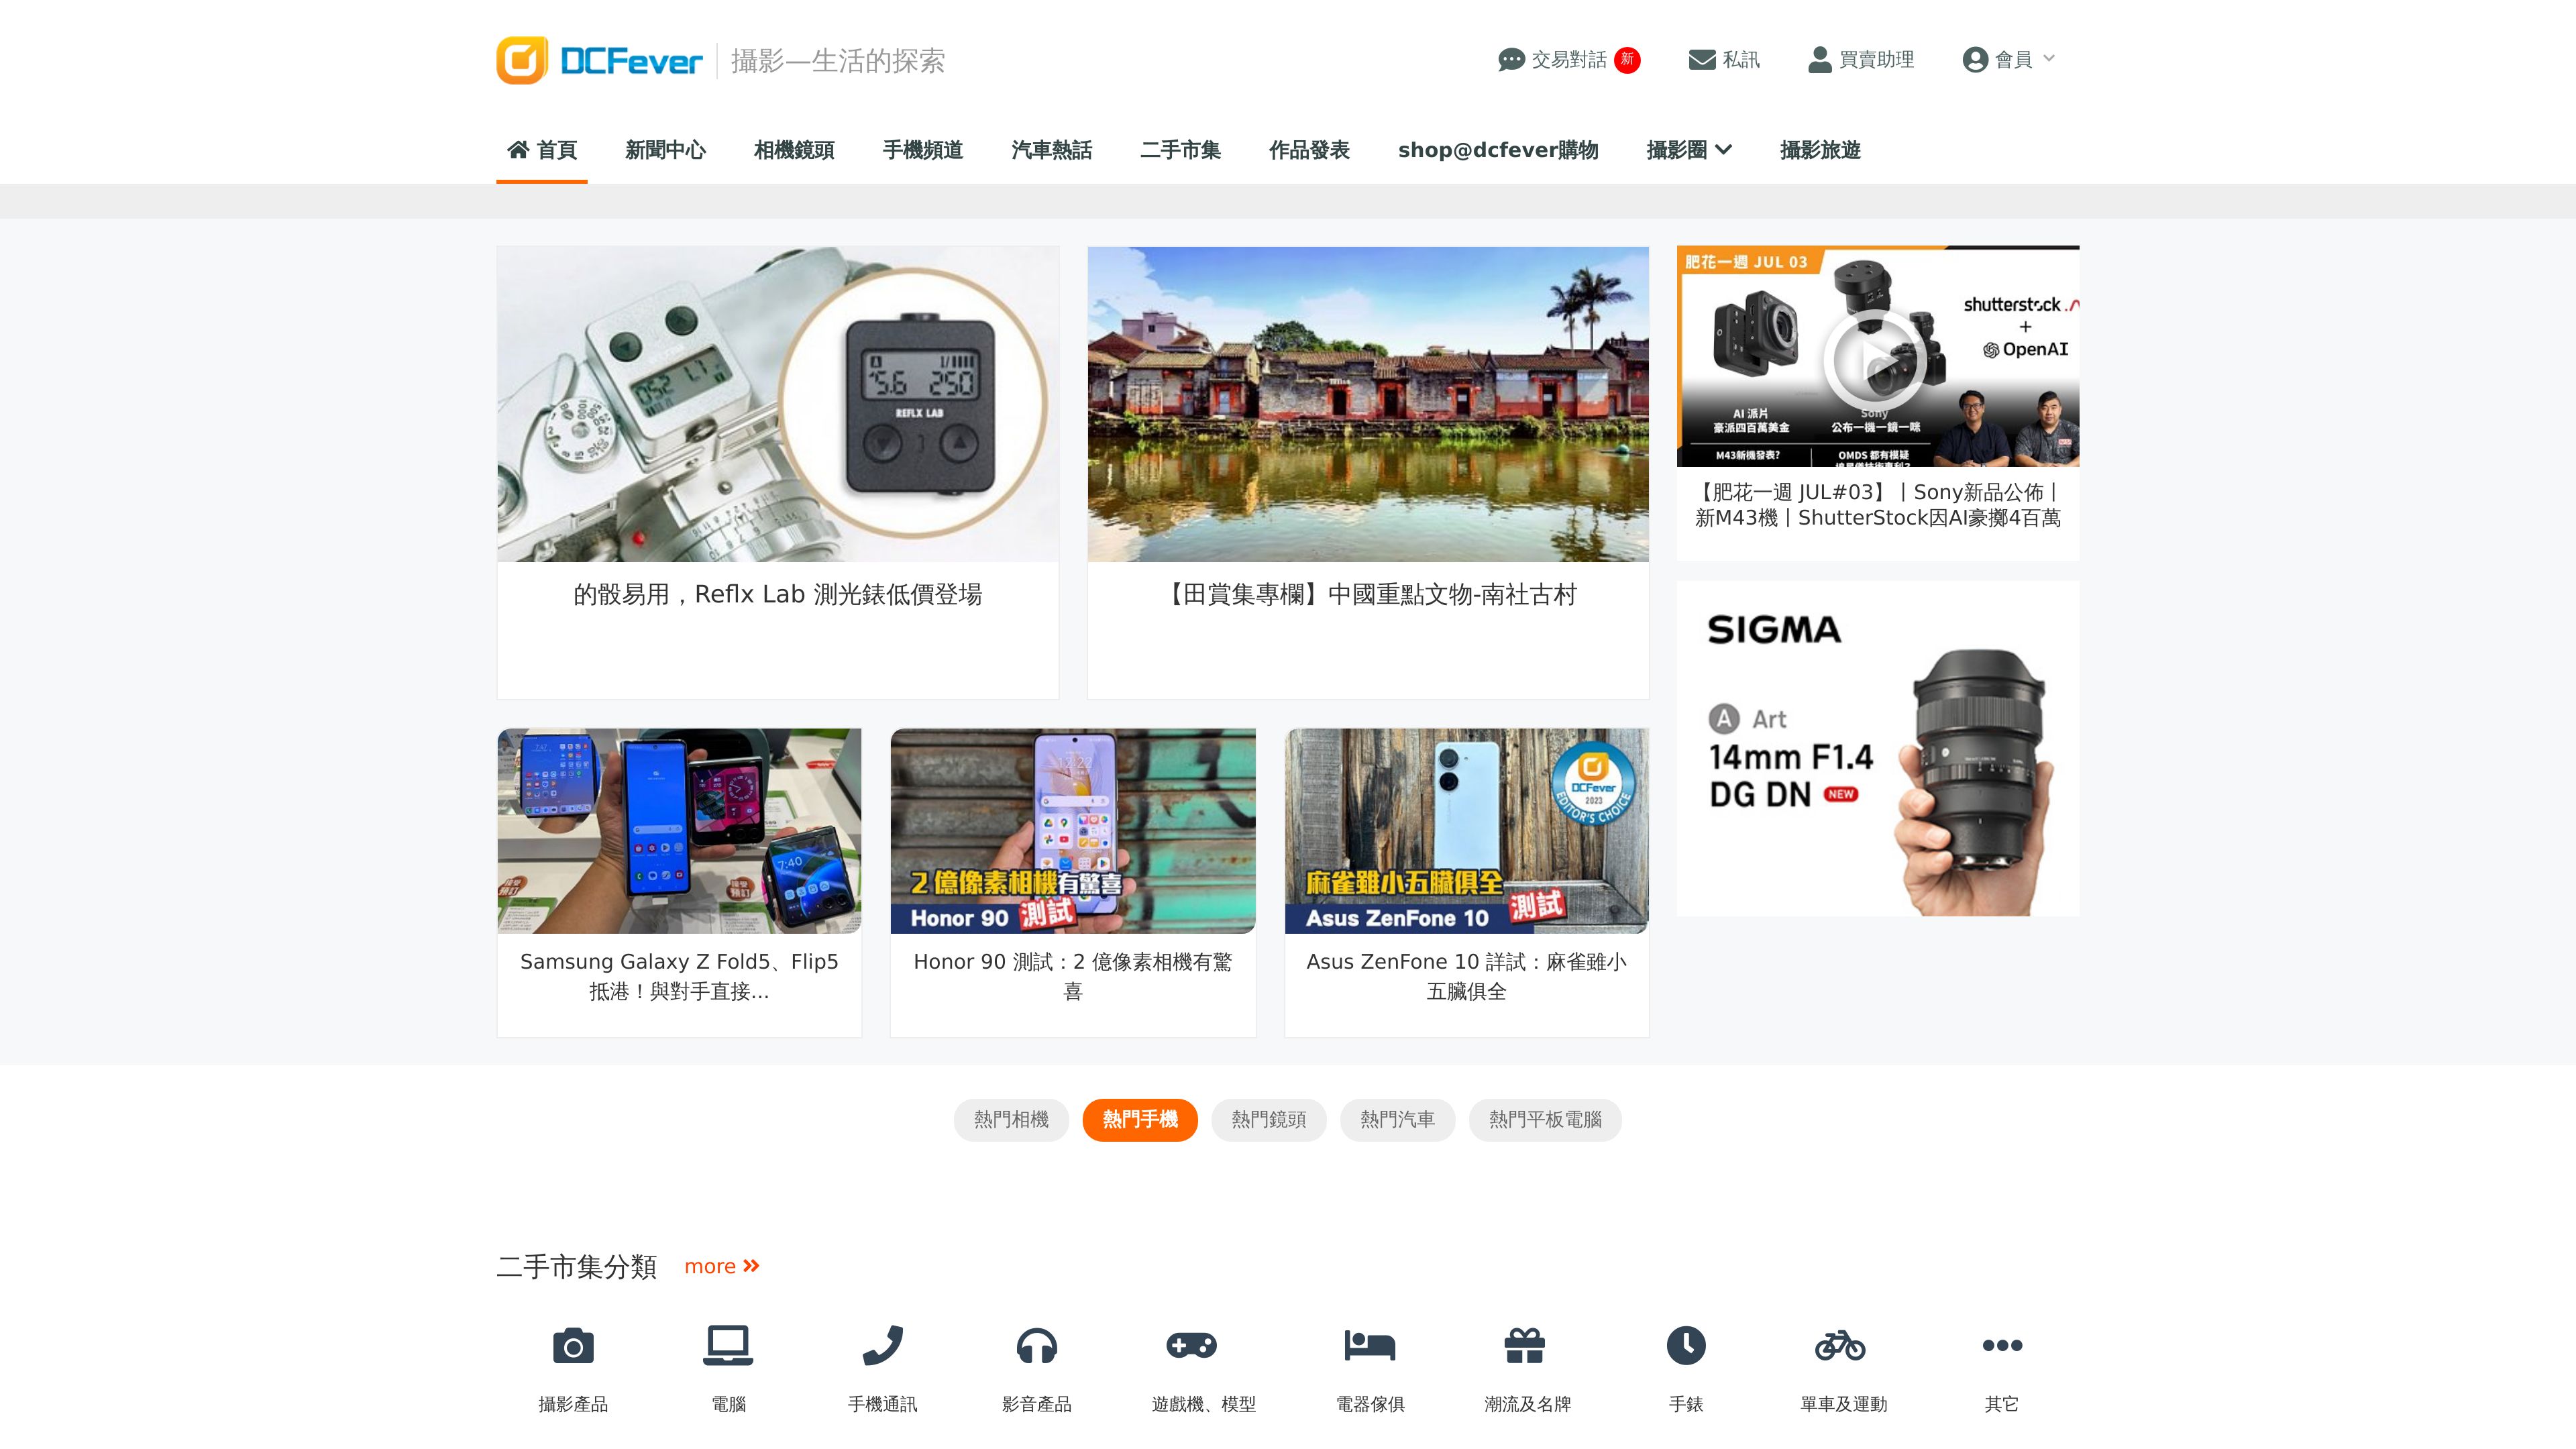 DCFever
攝影—生活的探索
交易對話 新
私訊
買賣助理
會員
首頁
新聞中心
相機鏡頭
手機頻道
汽車熱話
二手市集
作品發表
shop@dcfever購物
攝影圈
攝影旅遊
5.6 250
REFLX LAB
的骰易用，Reflx Lab 測光錶低價登場
【田賞集專欄】中國重點文物-南社古村
肥花一週 JUL 03
shutterstock
+
OpenAI
AI 派片
豪派四百萬美金
Sony
公布一機一鏡一咪
M43新機發表?
OMDS 都有模疑
【肥花一週 JUL#03】丨Sony新品公佈丨
新M43機丨ShutterStock因AI豪擲4百萬
SIGMA
A Art
14mm F1.4
DG DN NEW
7:40
Samsung Galaxy Z Fold5、Flip5
抵港！與對手直接...
12:22
2 億像素相機有驚喜
Honor 90 測試
Honor 90 測試：2 億像素相機有驚
喜
DCFever
2023
EDITOR'S CHOICE
麻雀雖小五臟俱全
Asus ZenFone 10 測試
Asus ZenFone 10 詳試：麻雀雖小
五臟俱全
熱門相機
熱門手機
熱門鏡頭
熱門汽車
熱門平板電腦
二手市集分類 more
攝影產品
電腦
手機通訊
影音產品
遊戲機、模型
電器傢俱
潮流及名牌
手錶
單車及運動
其它